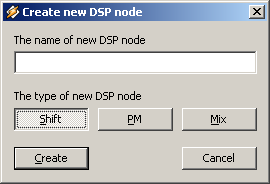 Create new DSP node
The name of new DSP node
The type of new DSP node
Shift PM Mix
Create Cancel